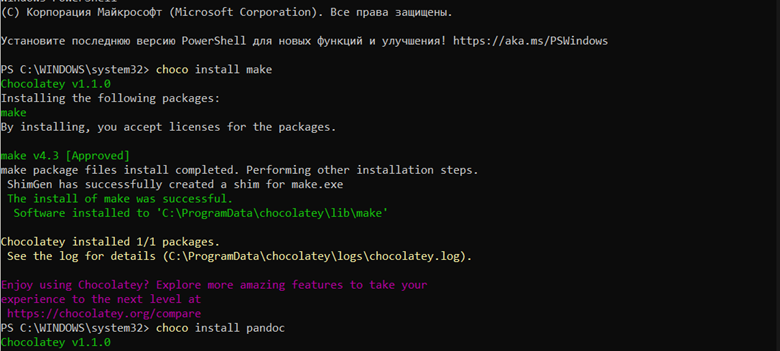 Windows PowerShell
(C) Корпорация Майкрософт (Microsoft Corporation). Все права защищены.
Установите последнюю версию PowerShell для новых функций и улучшения! https://aka.ms/PSWindows
PS C:\WINDOWS\system32> choco install make
Chocolatey v1.1.0
Installing the following packages:
make
By installing, you accept licenses for the packages.
make v4.3 [Approved]
make package files install completed. Performing other installation steps.
ShimGen has successfully created a shim for make.exe
The install of make was successful.
Software installed to 'C:\ProgramData\chocolatey\lib\make'
Chocolatey installed 1/1 packages.
See the log for details (C:\ProgramData\chocolatey\logs\chocolatey.log).
Enjoy using Chocolatey? Explore more amazing features to take your
experience to the next level at
https://chocolatey.org/compare
PS C:\WINDOWS\system32> choco install pandoc
Chocolatey v1.1.0